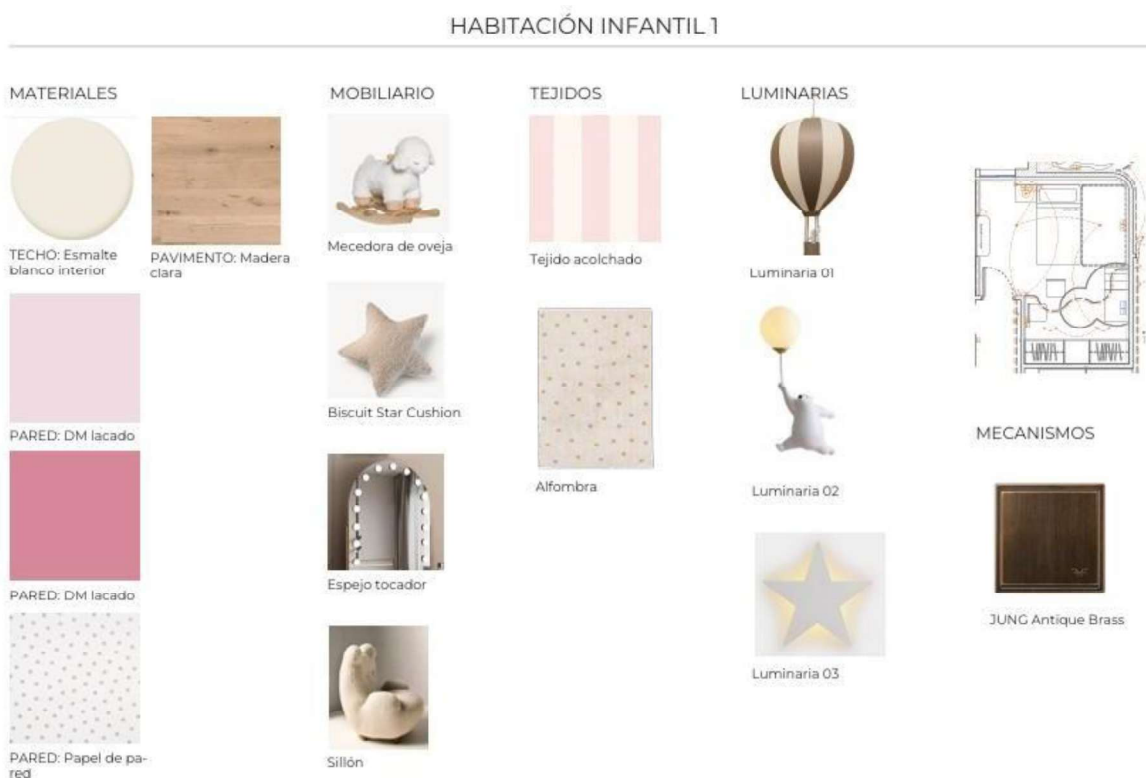 HABITACIÓN INFANTIL 1
MATERIALES
TECHO: Esmalte
blanco interior
PAVIMENTO: Madera
clara
PARED: DM lacado
PARED: DM lacado
PARED: Papel de pa-
red
MOBILIARIO
Mecedora de oveja
Biscuit Star Cushion
Espejo tocador
Sillón
TEJIDOS
Tejido acolchado
Alfombra
LUMINARIAS
Luminaria 01
Luminaria 02
Luminaria 03
MECANISMOS
JUNG Antique Brass